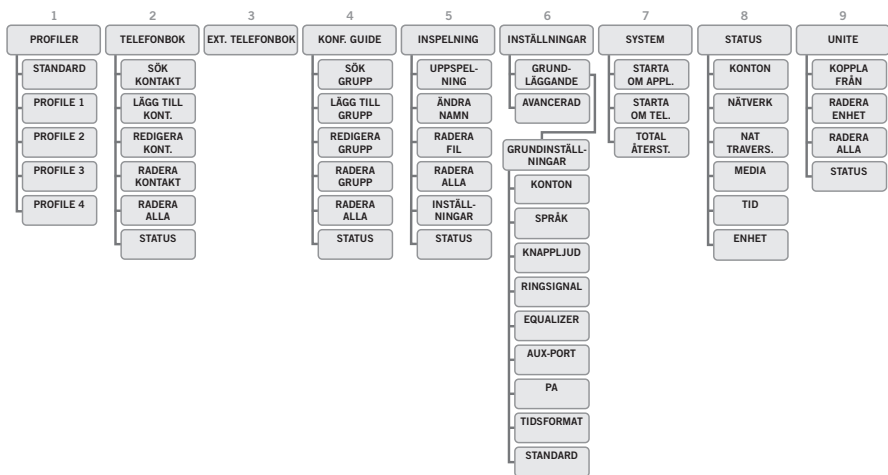 1
PROFILER
STANDARD
PROFILE 1
PROFILE 2
PROFILE 3
PROFILE 4
2
TELEFONBOK
SÖK
KONTAKT
LÄGG TILL
KONT.
REDIGERA
KONT.
RADERA
KONTAKT
RADERA
ALLA
STATUS
3
EXT. TELEFONBOK
4
KONF. GUIDE
SÖK
GRUPP
LÄGG TILL
GRUPP
REDIGERA
GRUPP
RADERA
GRUPP
RADERA
ALLA
STATUS
5
INSPELNING
UPPSPEL-
NING
ÄNDRA
NAMN
RADERA
FIL
RADERA
ALLA
INSTÄLL-
NINGAR
STATUS
6
INSTÄLLNINGAR
GRUND-
LÄGGANDE
AVANCERAD
GRUNDINSTÄLL-
NINGAR
KONTON
SPRÅK
KNAPPLJUD
RINGSIGNAL
EQUALIZER
AUX-PORT
PA
TIDSFORMAT
STANDARD
7
SYSTEM
STARTA
OM APPL.
STARTA
OM TEL.
TOTAL
ÅTERST.
8
STATUS
KONTON
NÄTVERK
NAT
TRAVERS.
MEDIA
TID
ENHET
9
UNITE
KOPPLA
FRÅN
RADERA
ENHET
RADERA
ALLA
STATUS